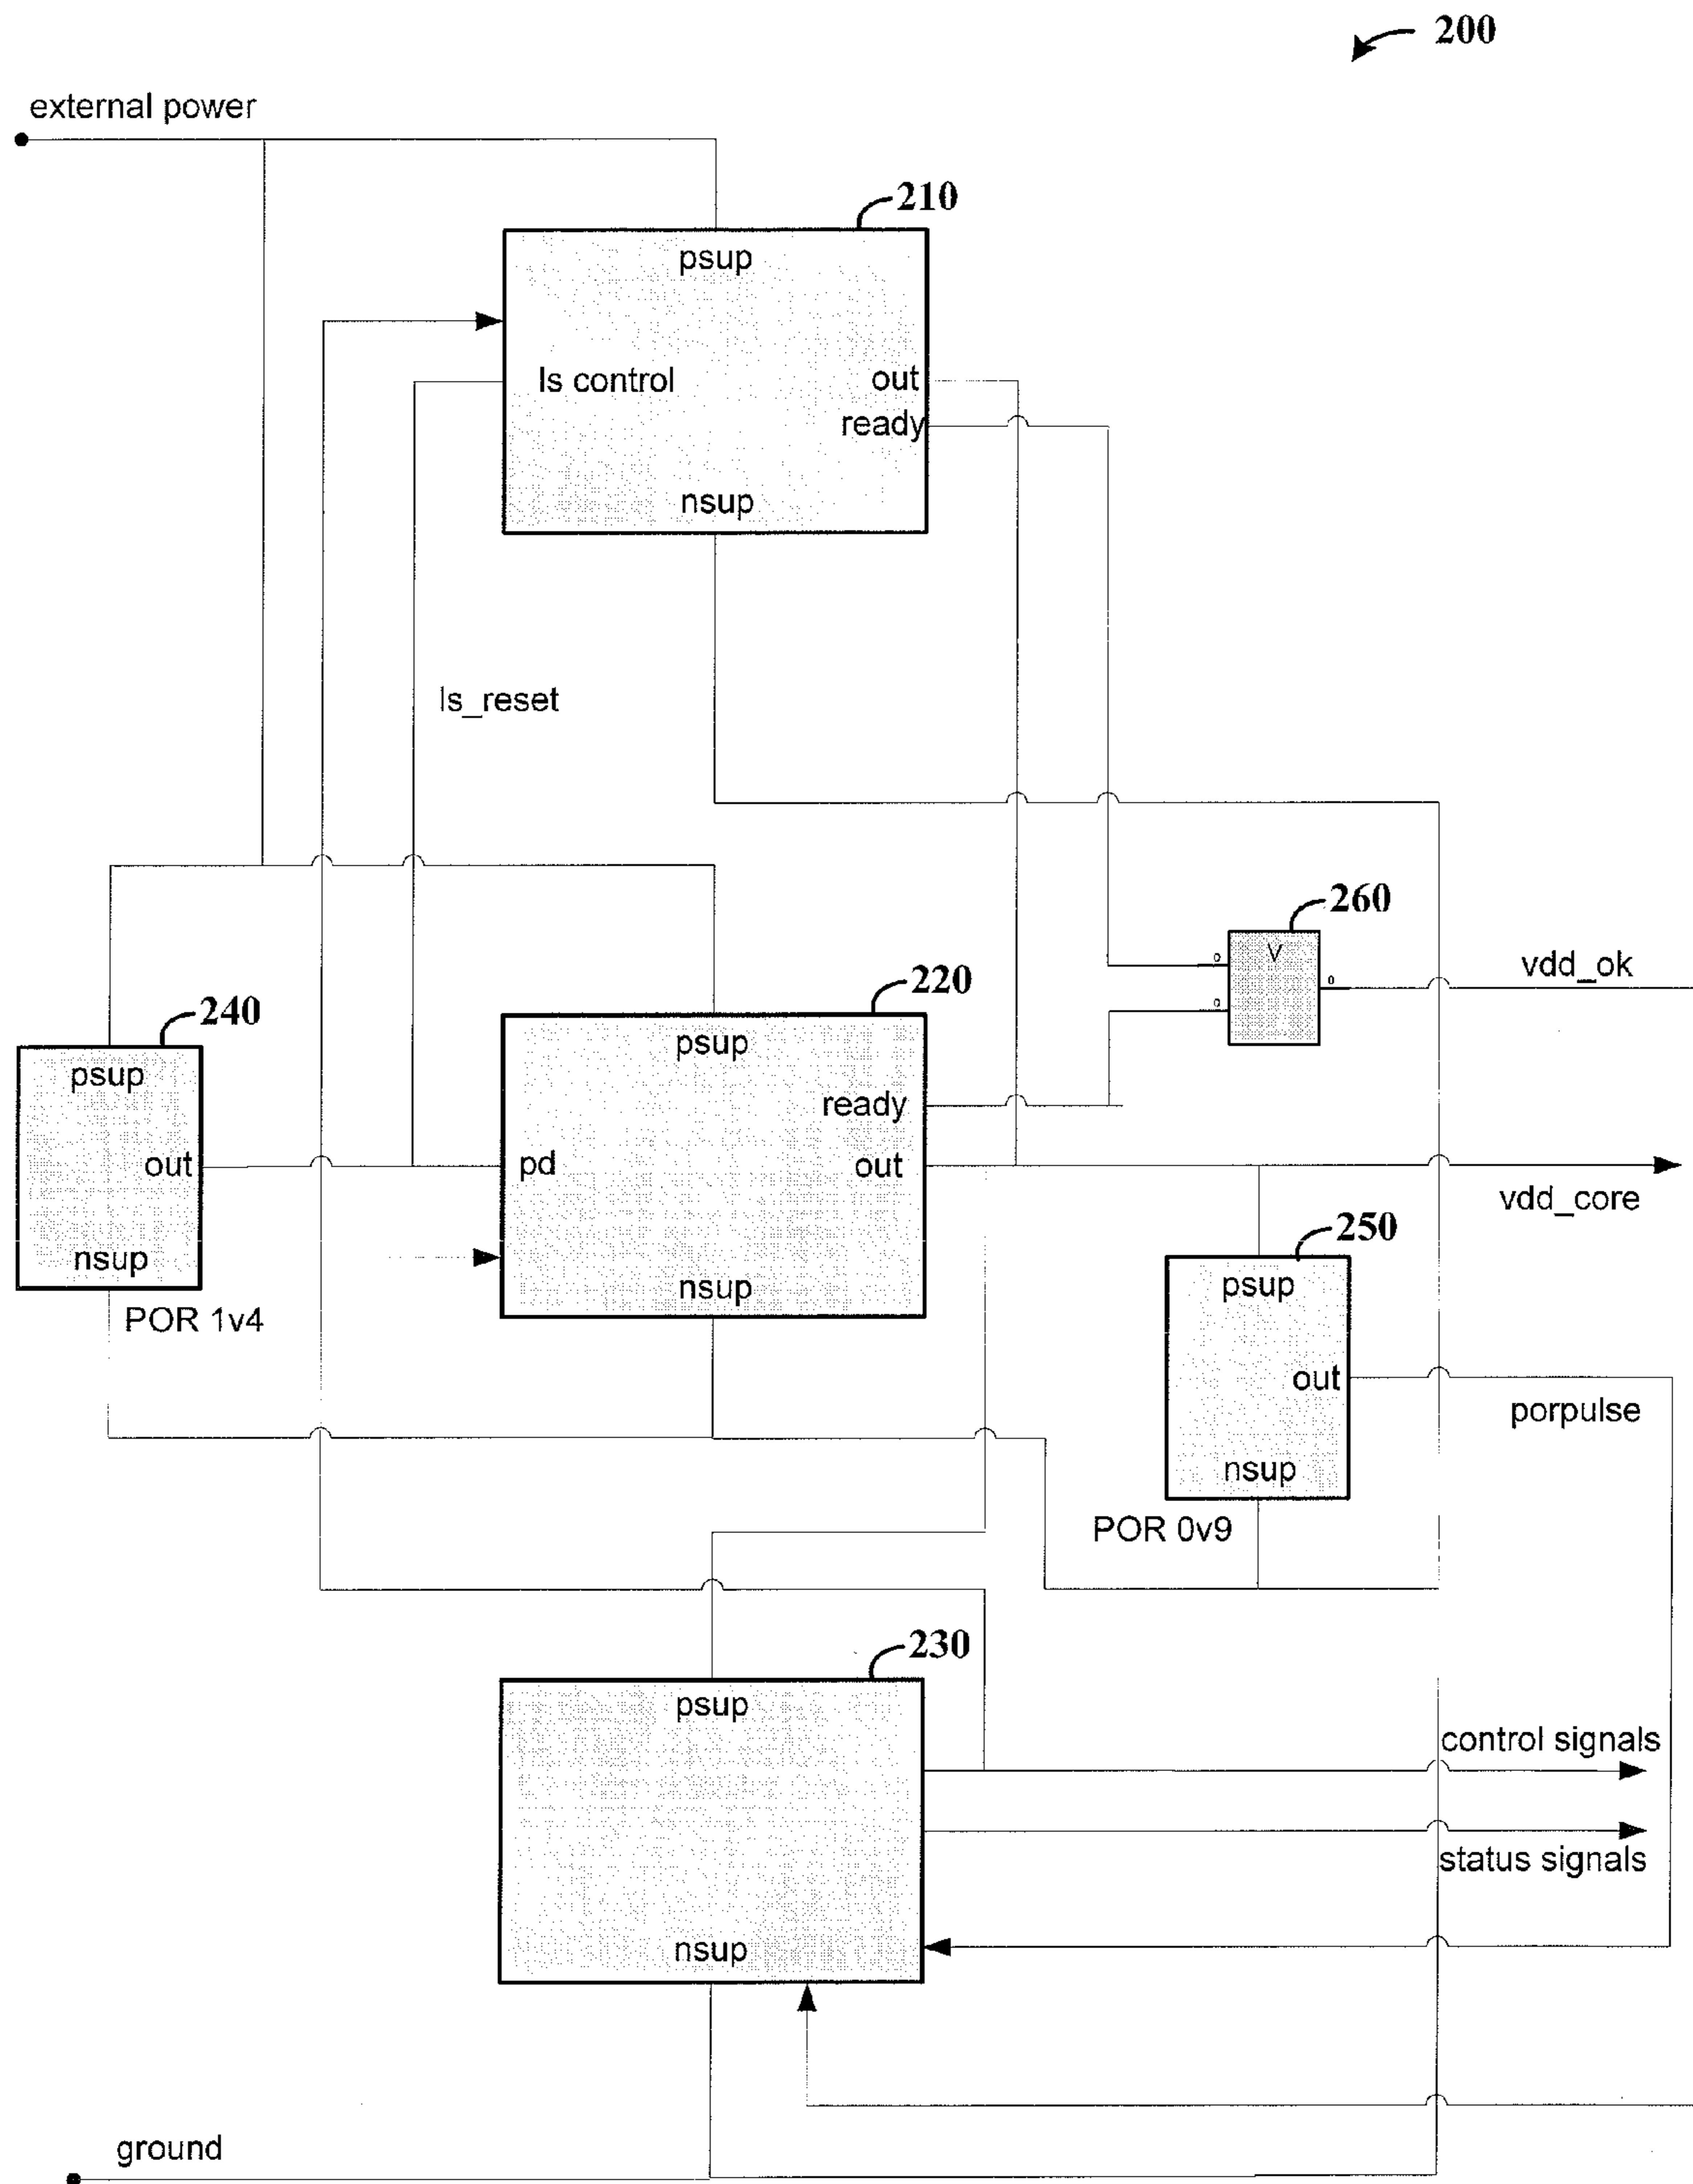 200
external power
210
psup
ls control
out
ready
nsup
ls_reset
260
v
vdd_ok
220
240
psup
psup
ready
out
pd
out
vdd_core
250
nsup
nsup
psup
POR 1v4
out
porpulse
nsup
POR 0v9
230
psup
control signals
status signals
nsup
ground